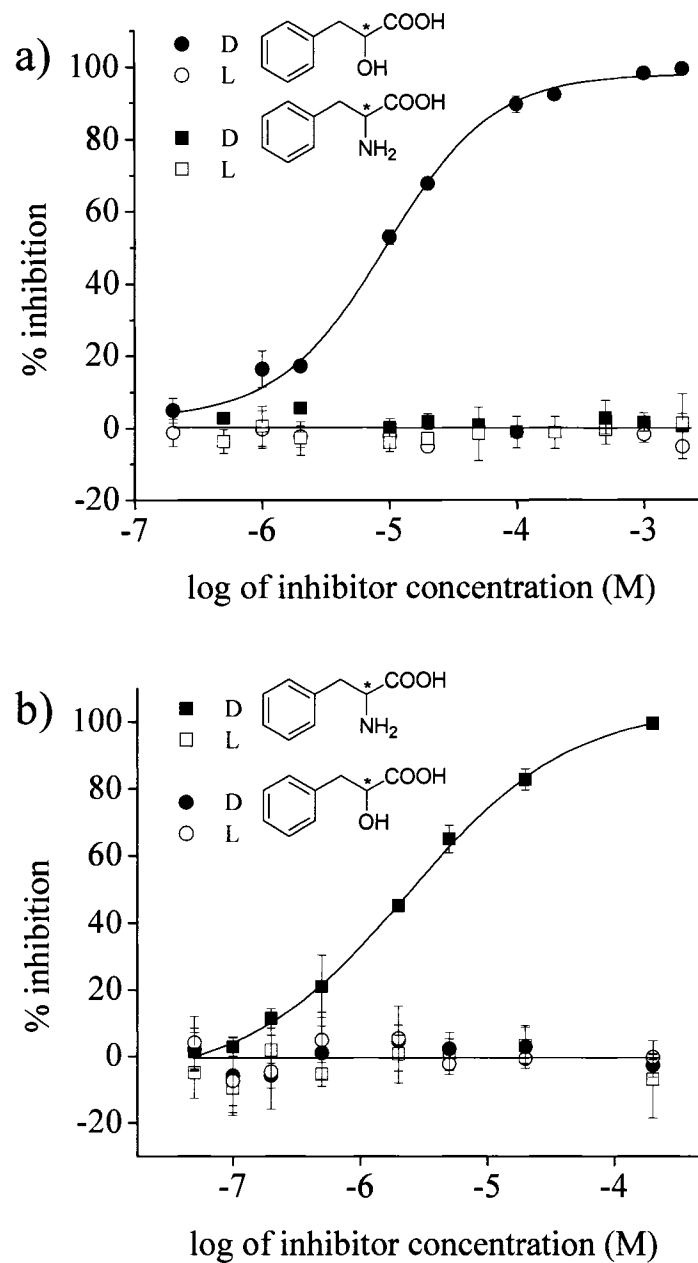 a)
D
L
* COOH
OH
D
L
* COOH
NH2
100
80
60
40
20
0
-20
% inhibition
-7 -6 -5 -4 -3
log of inhibitor concentration (M)
b)
D
L
* COOH
NH2
D
L
* COOH
OH
100
80
60
40
20
0
-20
% inhibition
-7 -6 -5 -4
log of inhibitor concentration (M)